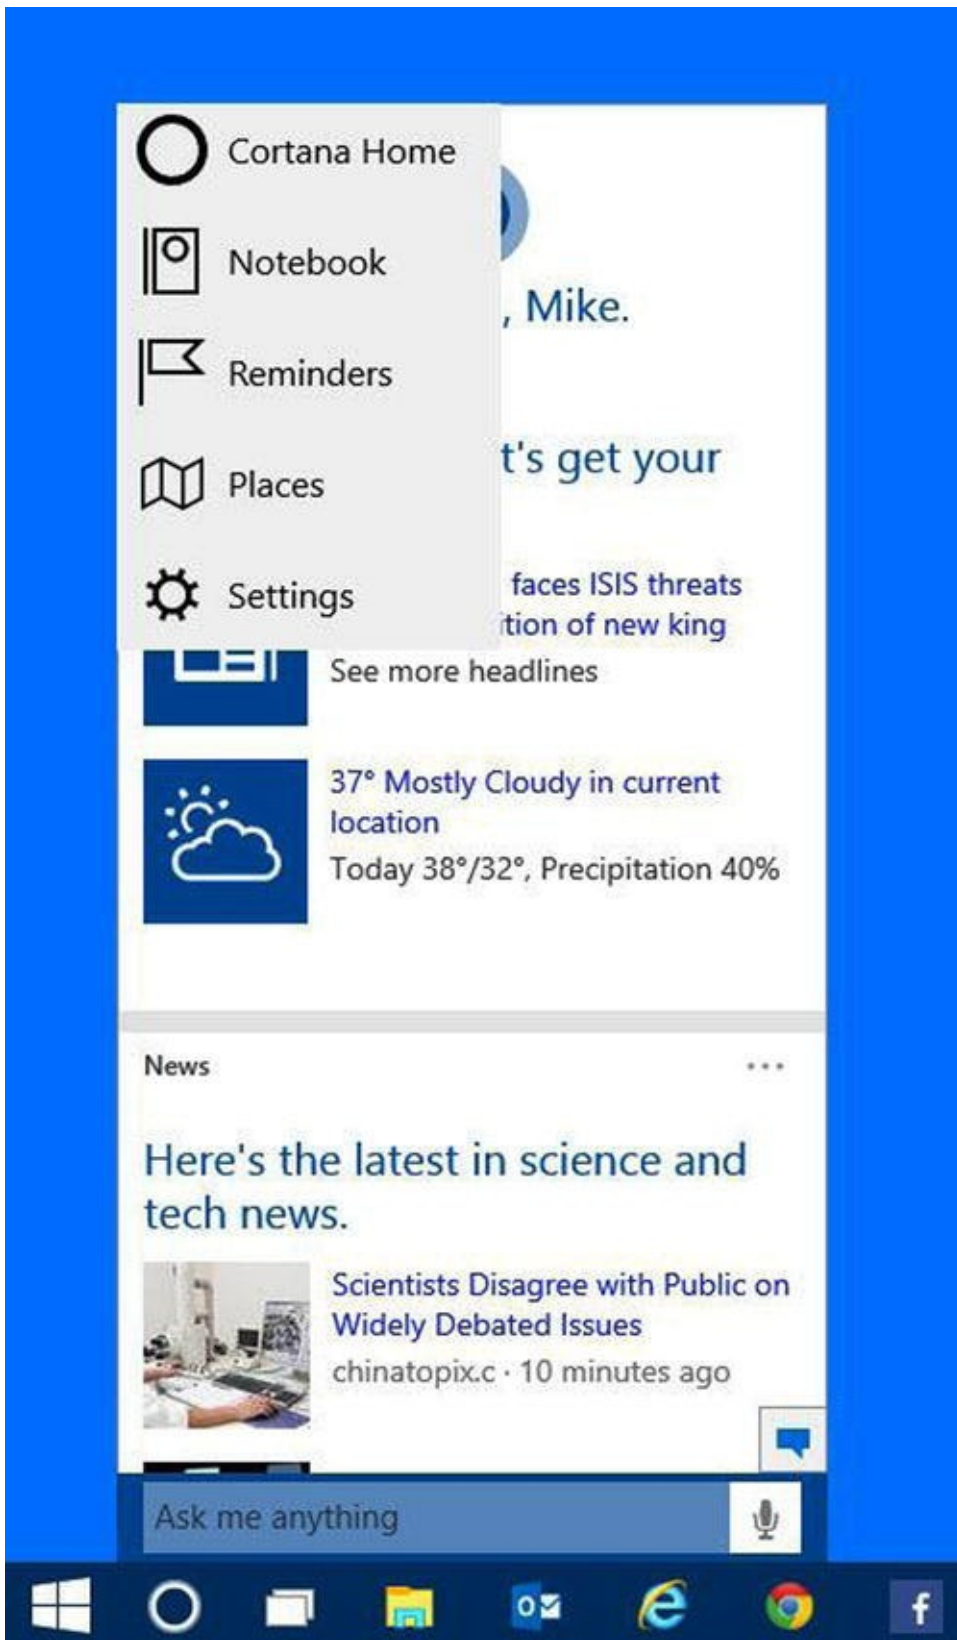 Cortana Home
Notebook
, Mike.
Reminders
t's get your
Places
faces ISIS threats
Settings
ition of new king
See more headlines
37° Mostly Cloudy in current
location
Today 38°/32°, Precipitation 40%
News
...
Here's the latest in science and
tech news.
Scientists Disagree with Public on
Widely Debated Issues
chinatopix.c · 10 minutes ago
Ask me anything
o
e
f